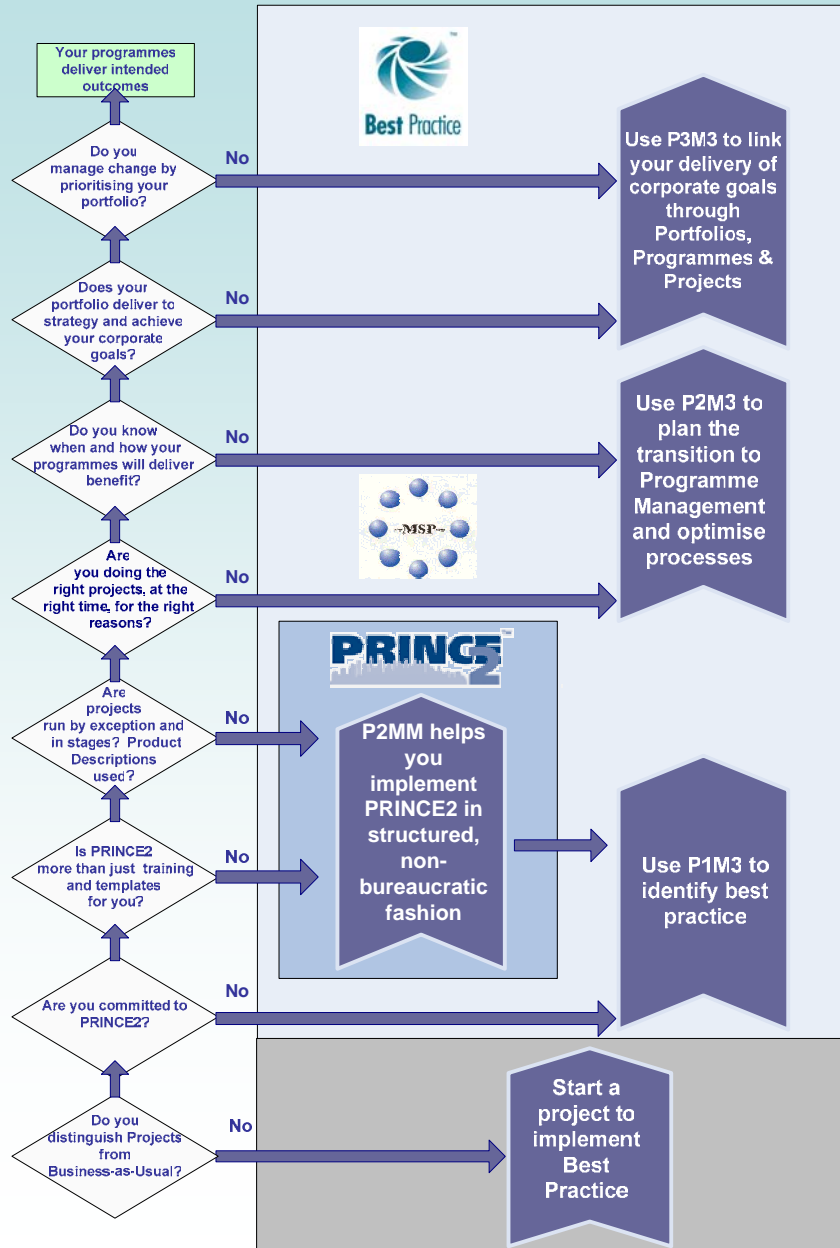 Your programmes
deliver intended
outcomes
TM
Best Practice
Do you
manage change by
prioritising your
portfolio?
No
Use P3M3 to link
your delivery of
corporate goals
through
Portfolios,
Programmes &
Projects
Does your
portfolio deliver to
strategy and achieve
your corporate
goals?
No
Do you know
when and how your
programmes will deliver
benefit?
No
Use P2M3 to
plan the
transition to
Programme
Management
and optimise
processes
MSP
Are
you doing the
right projects, at the
right time, for the right
reasons?
No
PRINCE2
TM
Are
projects
run by exception and
in stages? Product
Descriptions
used?
No
P2MM helps
you
implement
PRINCE2 in
structured,
non-
bureaucratic
fashion
Is PRINCE2
more than just training
and templates
for you?
No
Use P1M3 to
identify best
practice
Are you committed to
PRINCE2?
No
Do you
distinguish Projects
from
Business-as-Usual?
No
Start a
project to
implement
Best
Practice